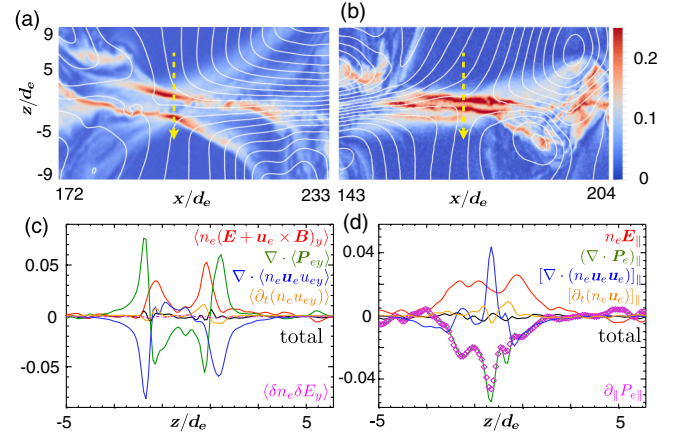 (a)
(b)
9
5
z/d_e
-5
-9
172
x/d_e
233
143
x/d_e
204
0.2
0.1
0
(c)
(d)
⟨n_e(E + u_e × B)_y⟩
∇ · ⟨P_ey⟩
∇ · ⟨n_e u_e u_ey⟩
⟨∂_t(n_e u_ey)⟩
total
⟨δn_e δE_y⟩
0.05
0
-0.05
-5
z/d_e
5
n_e E_∥
(∇ · P_e)_∥
[∇ · (n_e u_e u_e)]_∥
[∂_t(n_e u_e)]_∥
total
∂_∥ P_e∥
0.04
0
-0.04
-5
z/d_e
5